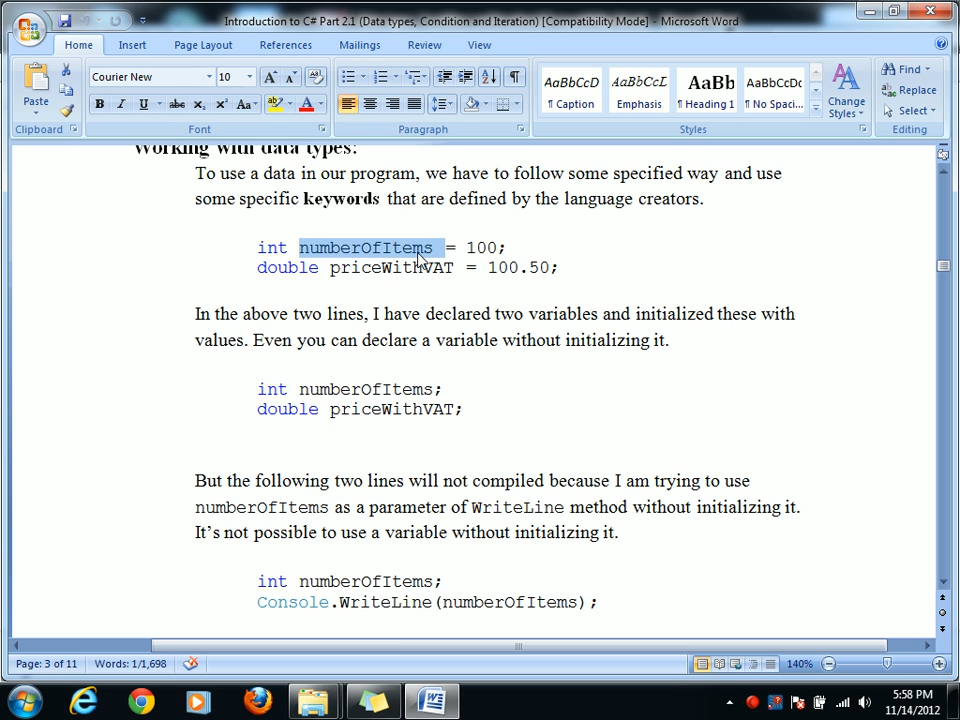 Introduction to C# Part 2.1 (Data types, Condition and Iteration) [Compatibility Mode] - Microsoft Word
Home Insert Page Layout References Mailings Review View
Courier New 10
Paste
B I U abc x₂ x² Aa ab A
AaBbCcD AaBbCcL AaBb AaBbCcDc
¶ Caption Emphasis ¶ Heading 1 ¶ No Spaci...
Change Styles
Find
Replace
Select
Clipboard Font Paragraph Styles Editing
Working with data types:
To use a data in our program, we have to follow some specified way and use
some specific keywords that are defined by the language creators.
int numberOfItems = 100;
double priceWithVAT = 100.50;
In the above two lines, I have declared two variables and initialized these with
values. Even you can declare a variable without initializing it.
int numberOfItems;
double priceWithVAT;
But the following two lines will not compiled because I am trying to use
numberOfItems as a parameter of WriteLine method without initializing it.
It's not possible to use a variable without initializing it.
int numberOfItems;
Console.WriteLine(numberOfItems);
Page: 3 of 11 Words: 1/1,698 140%
5:58 PM
11/14/2012